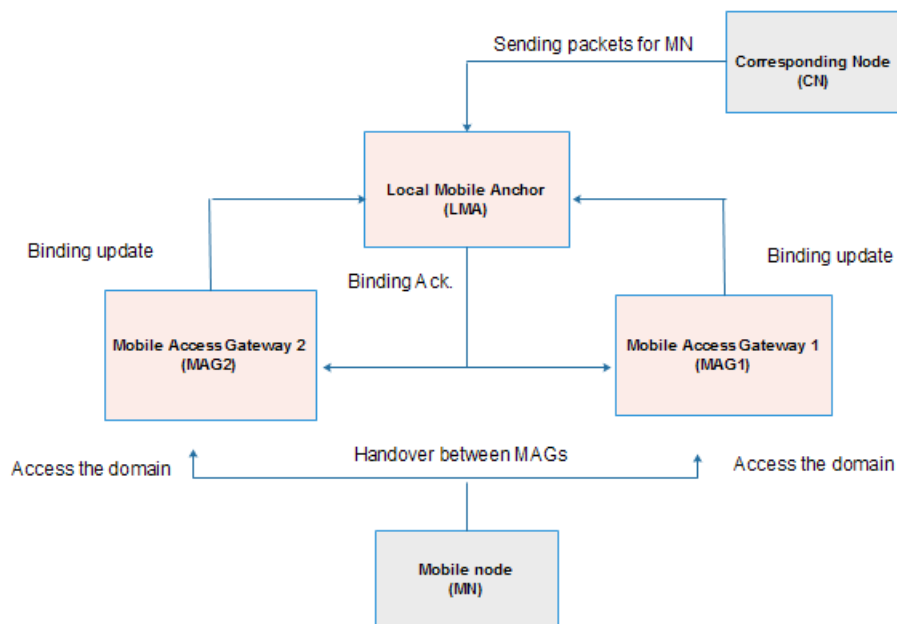 Sending packets for MN
Corresponding Node
(CN)
Local Mobile Anchor
(LMA)
Binding update
Binding update
Binding Ack.
Mobile Access Gateway 2
(MAG2)
Mobile Access Gateway 1
(MAG1)
Access the domain
Handover between MAGs
Access the domain
Mobile node
(MN)